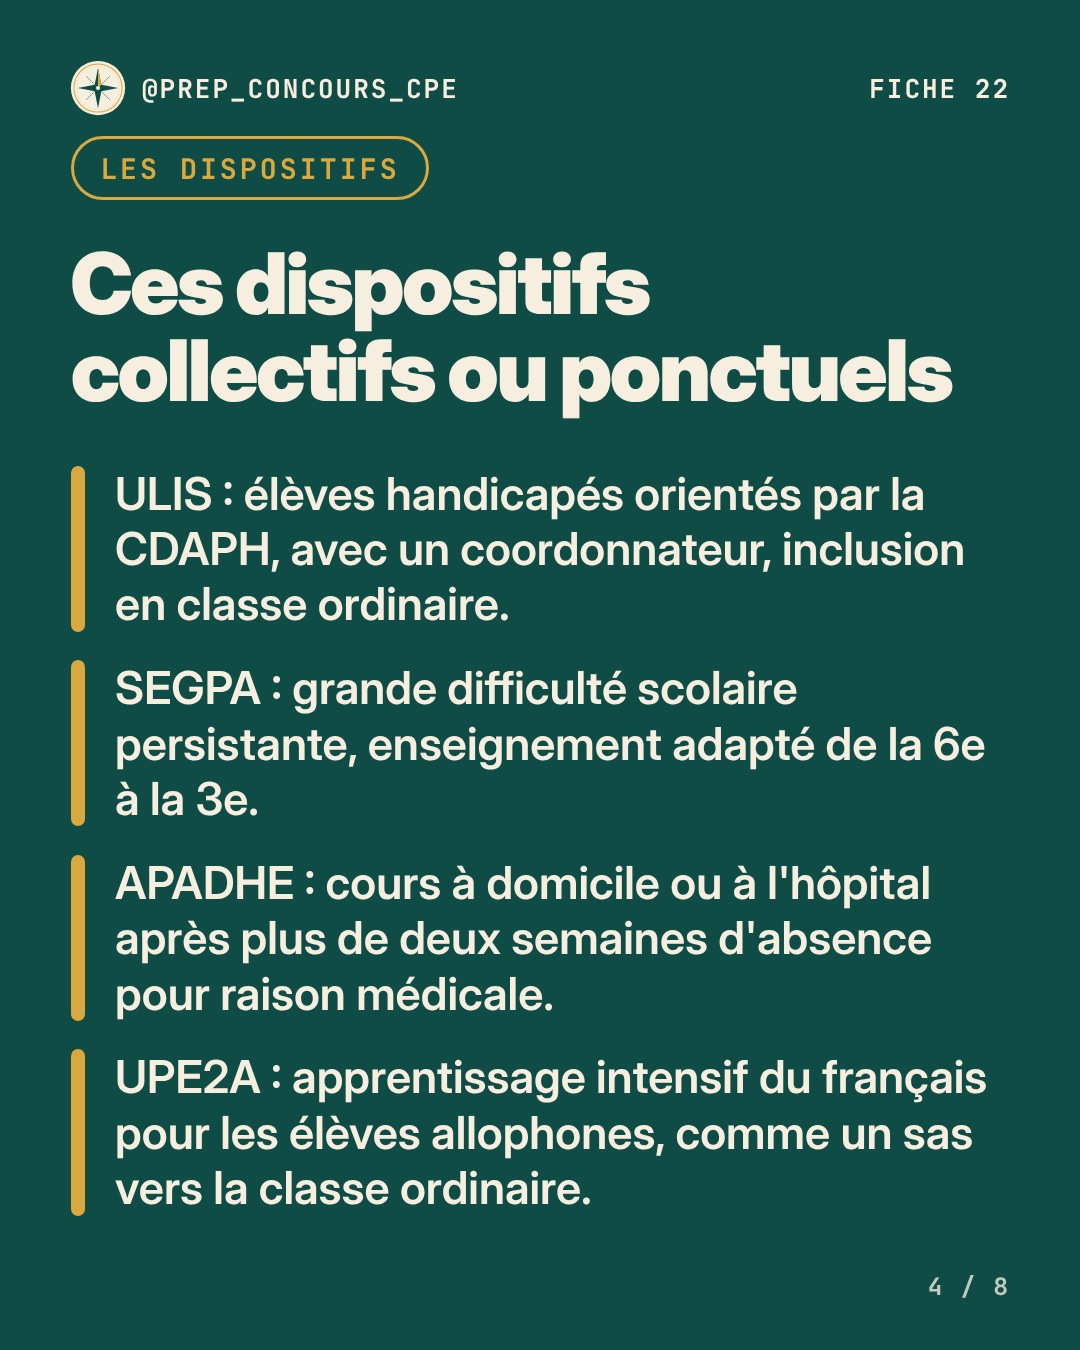 @PREP_CONCOURS_CPE
FICHE 22
LES DISPOSITIFS
Ces dispositifs
collectifs ou ponctuels
ULIS : élèves handicapés orientés par la
CDAPH, avec un coordonnateur, inclusion
en classe ordinaire.
SEGPA : grande difficulté scolaire
persistante, enseignement adapté de la 6e
à la 3e.
APADHE : cours à domicile ou à l'hôpital
après plus de deux semaines d'absence
pour raison médicale.
UPE2A : apprentissage intensif du français
pour les élèves allophones, comme un sas
vers la classe ordinaire.
4 / 8